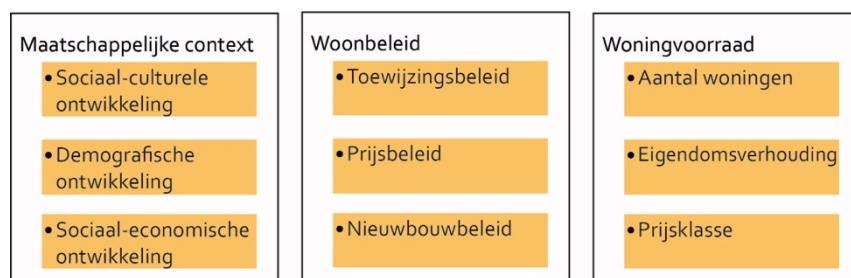 Maatschappelijke context
• Sociaal-culturele
ontwikkeling
• Demografische
ontwikkeling
• Sociaal-economische
ontwikkeling
Woonbeleid
• Toewijzingsbeleid
• Prijsbeleid
• Nieuwbouwbeleid
Woningvoorraad
• Aantal woningen
• Eigendomsverhouding
• Prijsklasse